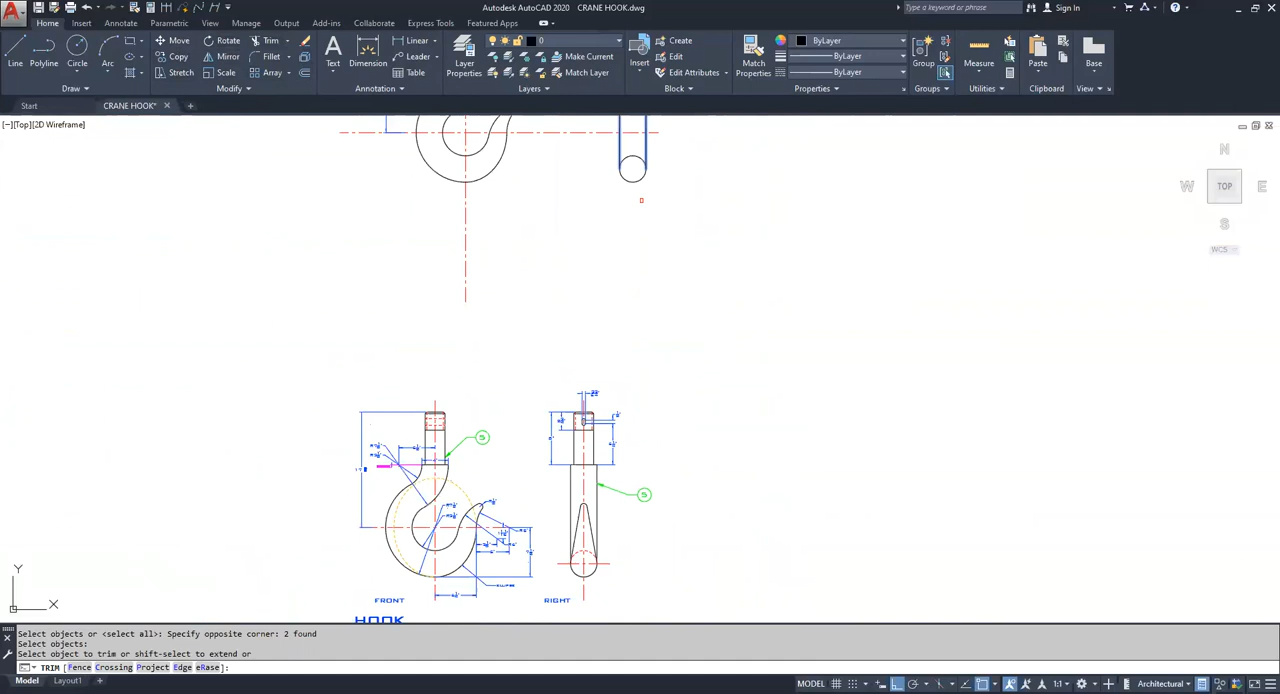 Autodesk AutoCAD 2020 CRANE HOOK.dwg
Type a keyword or phrase
Sign In
Home Insert Annotate Parametric View Manage Output Add-ins Collaborate Express Tools Featured Apps
Line Polyline Circle Arc
Move Rotate Trim
Copy Mirror Fillet
Stretch Scale Array
Text Dimension
Linear
Leader
Table
Layer Properties
0
Make Current
Match Layer
Insert
Create
Edit
Edit Attributes
Match Properties
ByLayer
ByLayer
ByLayer
Group
Measure
Paste
Base
Draw Modify Annotation Layers Block Properties Groups Utilities Clipboard View
Start CRANE HOOK*
[−][Top][2D Wireframe]
N
W TOP E
S
WCS
S
S
FRONT RIGHT
HOOK
Y
X
Select objects or <select all>: Specify opposite corner: 2 found
Select objects:
Select object to trim or shift-select to extend or
TRIM [Fence Crossing Project Edge eRase]:
Model Layout1 +
MODEL 1:1 Architectural